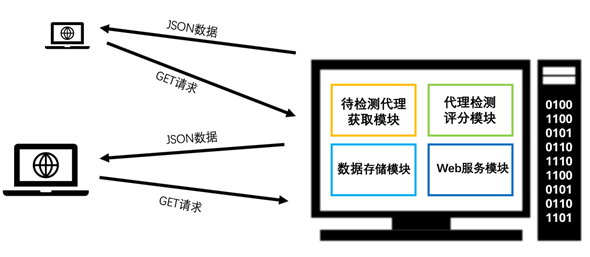 JSON数据
GET请求
JSON数据
GET请求
待检测代理
获取模块
代理检测
评分模块
数据存储模块
Web服务模块
0100
1100
0101
0110
1110
1100
0101
0110
1101